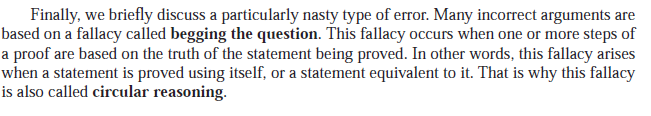 Finally, we briefly discuss a particularly nasty type of error. Many incorrect arguments are
based on a fallacy called begging the question. This fallacy occurs when one or more steps of
a proof are based on the truth of the statement being proved. In other words, this fallacy arises
when a statement is proved using itself, or a statement equivalent to it. That is why this fallacy
is also called circular reasoning.